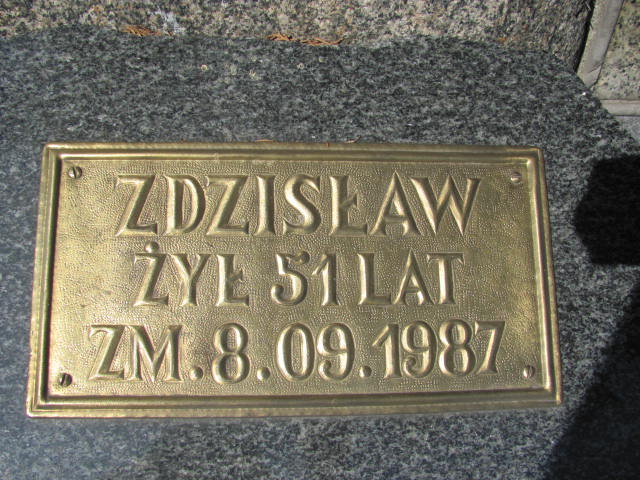 ZDZISŁAW
ŻYŁ 51 LAT
ZM. 8. 09. 1987